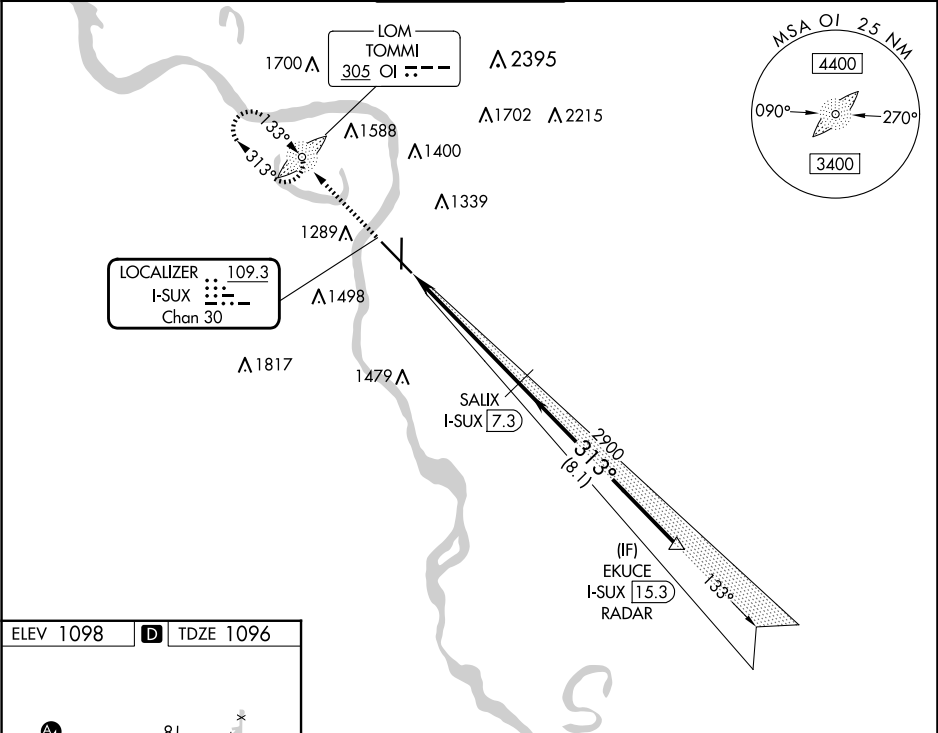 LOM
TOMMI
305 OI
1700
2395
1702
2215
1588
1400
1339
133°
313°
1289
MSA OI 25 NM
4400
090°
270°
3400
LOCALIZER 109.3
I-SUX
Chan 30
1498
1817
1479
SALIX
I-SUX 7.3
2900
313°
(8.1)
(IF)
EKUCE
I-SUX 15.3
RADAR
133°
ELEV 1098 D TDZE 1096
x